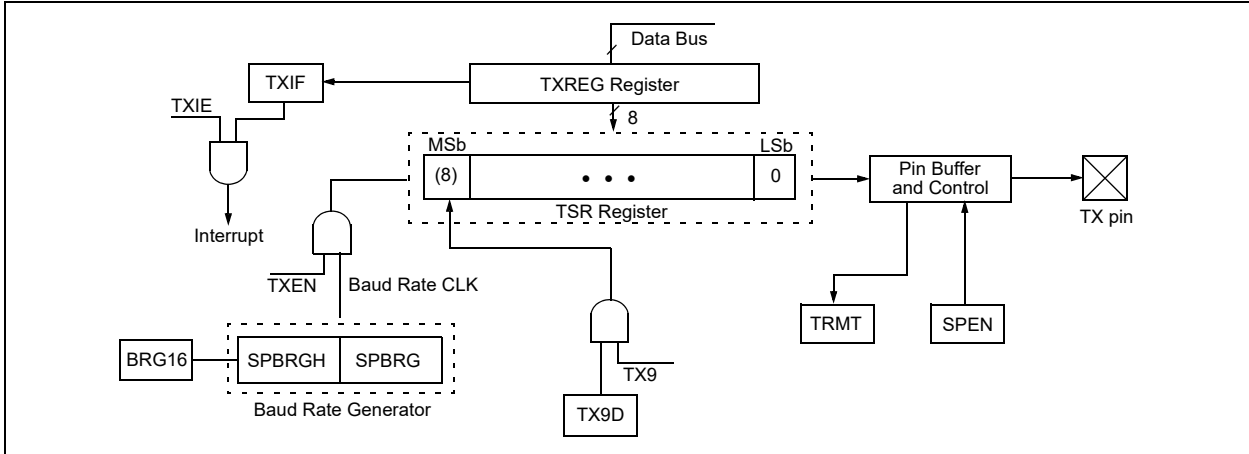 Data Bus
TXIF
TXREG Register
TXIE
8
MSb
LSb
(8)
• • •
0
Pin Buffer
and Control
TSR Register
TX pin
Interrupt
TXEN
Baud Rate CLK
TRMT
SPEN
BRG16
SPBRGH
SPBRG
TX9
Baud Rate Generator
TX9D